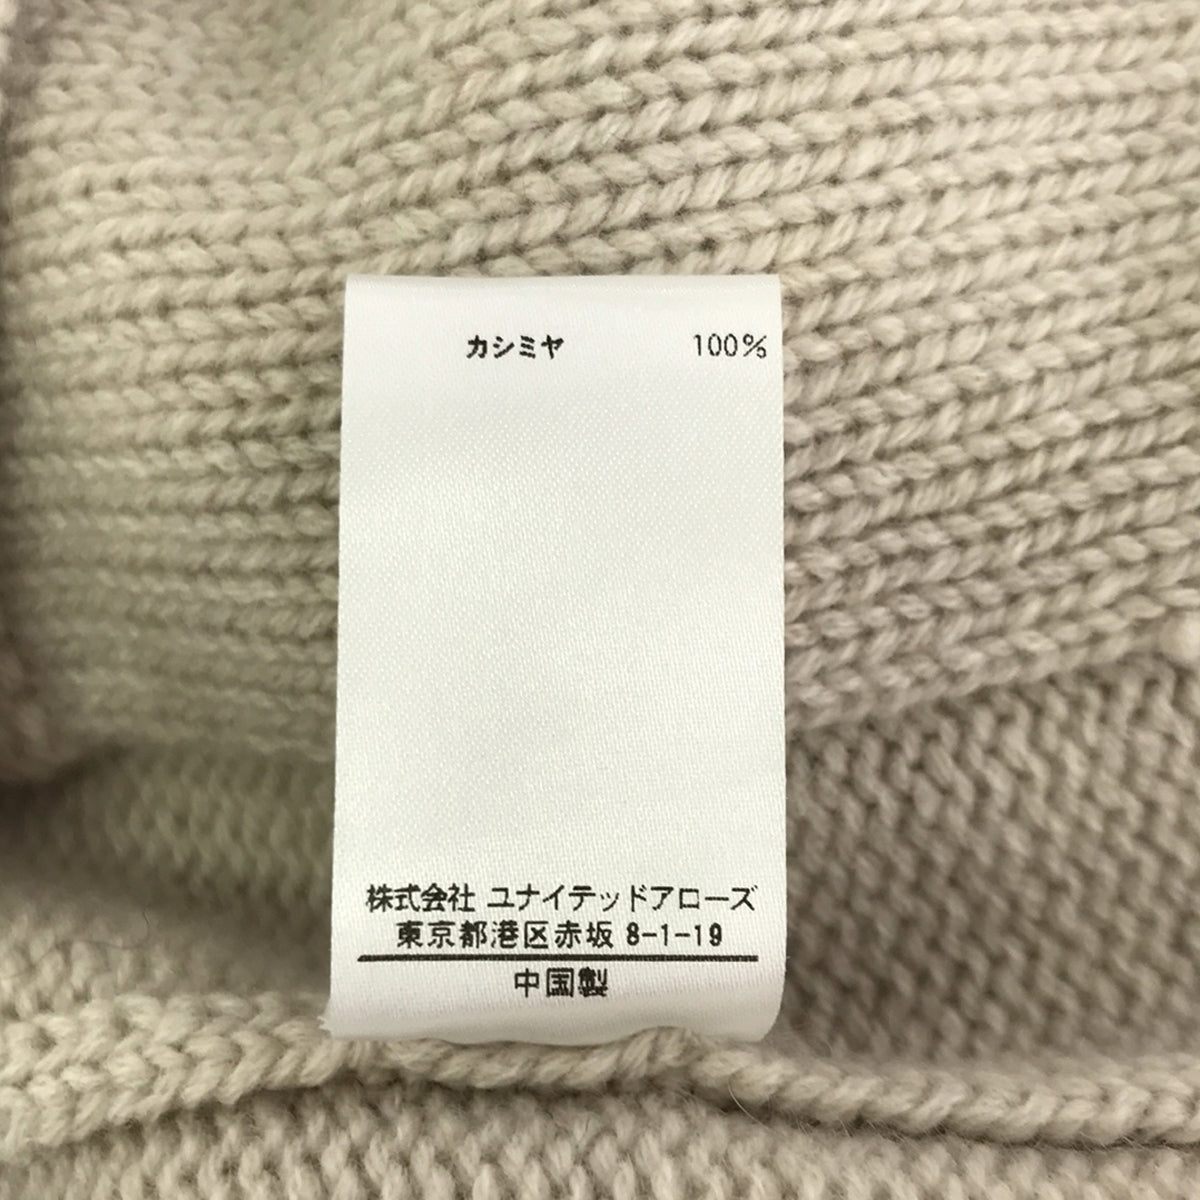 カシミヤ 100%
株式会社 ユナイテッドアローズ
東京都港区赤坂 8-1-19
中国製